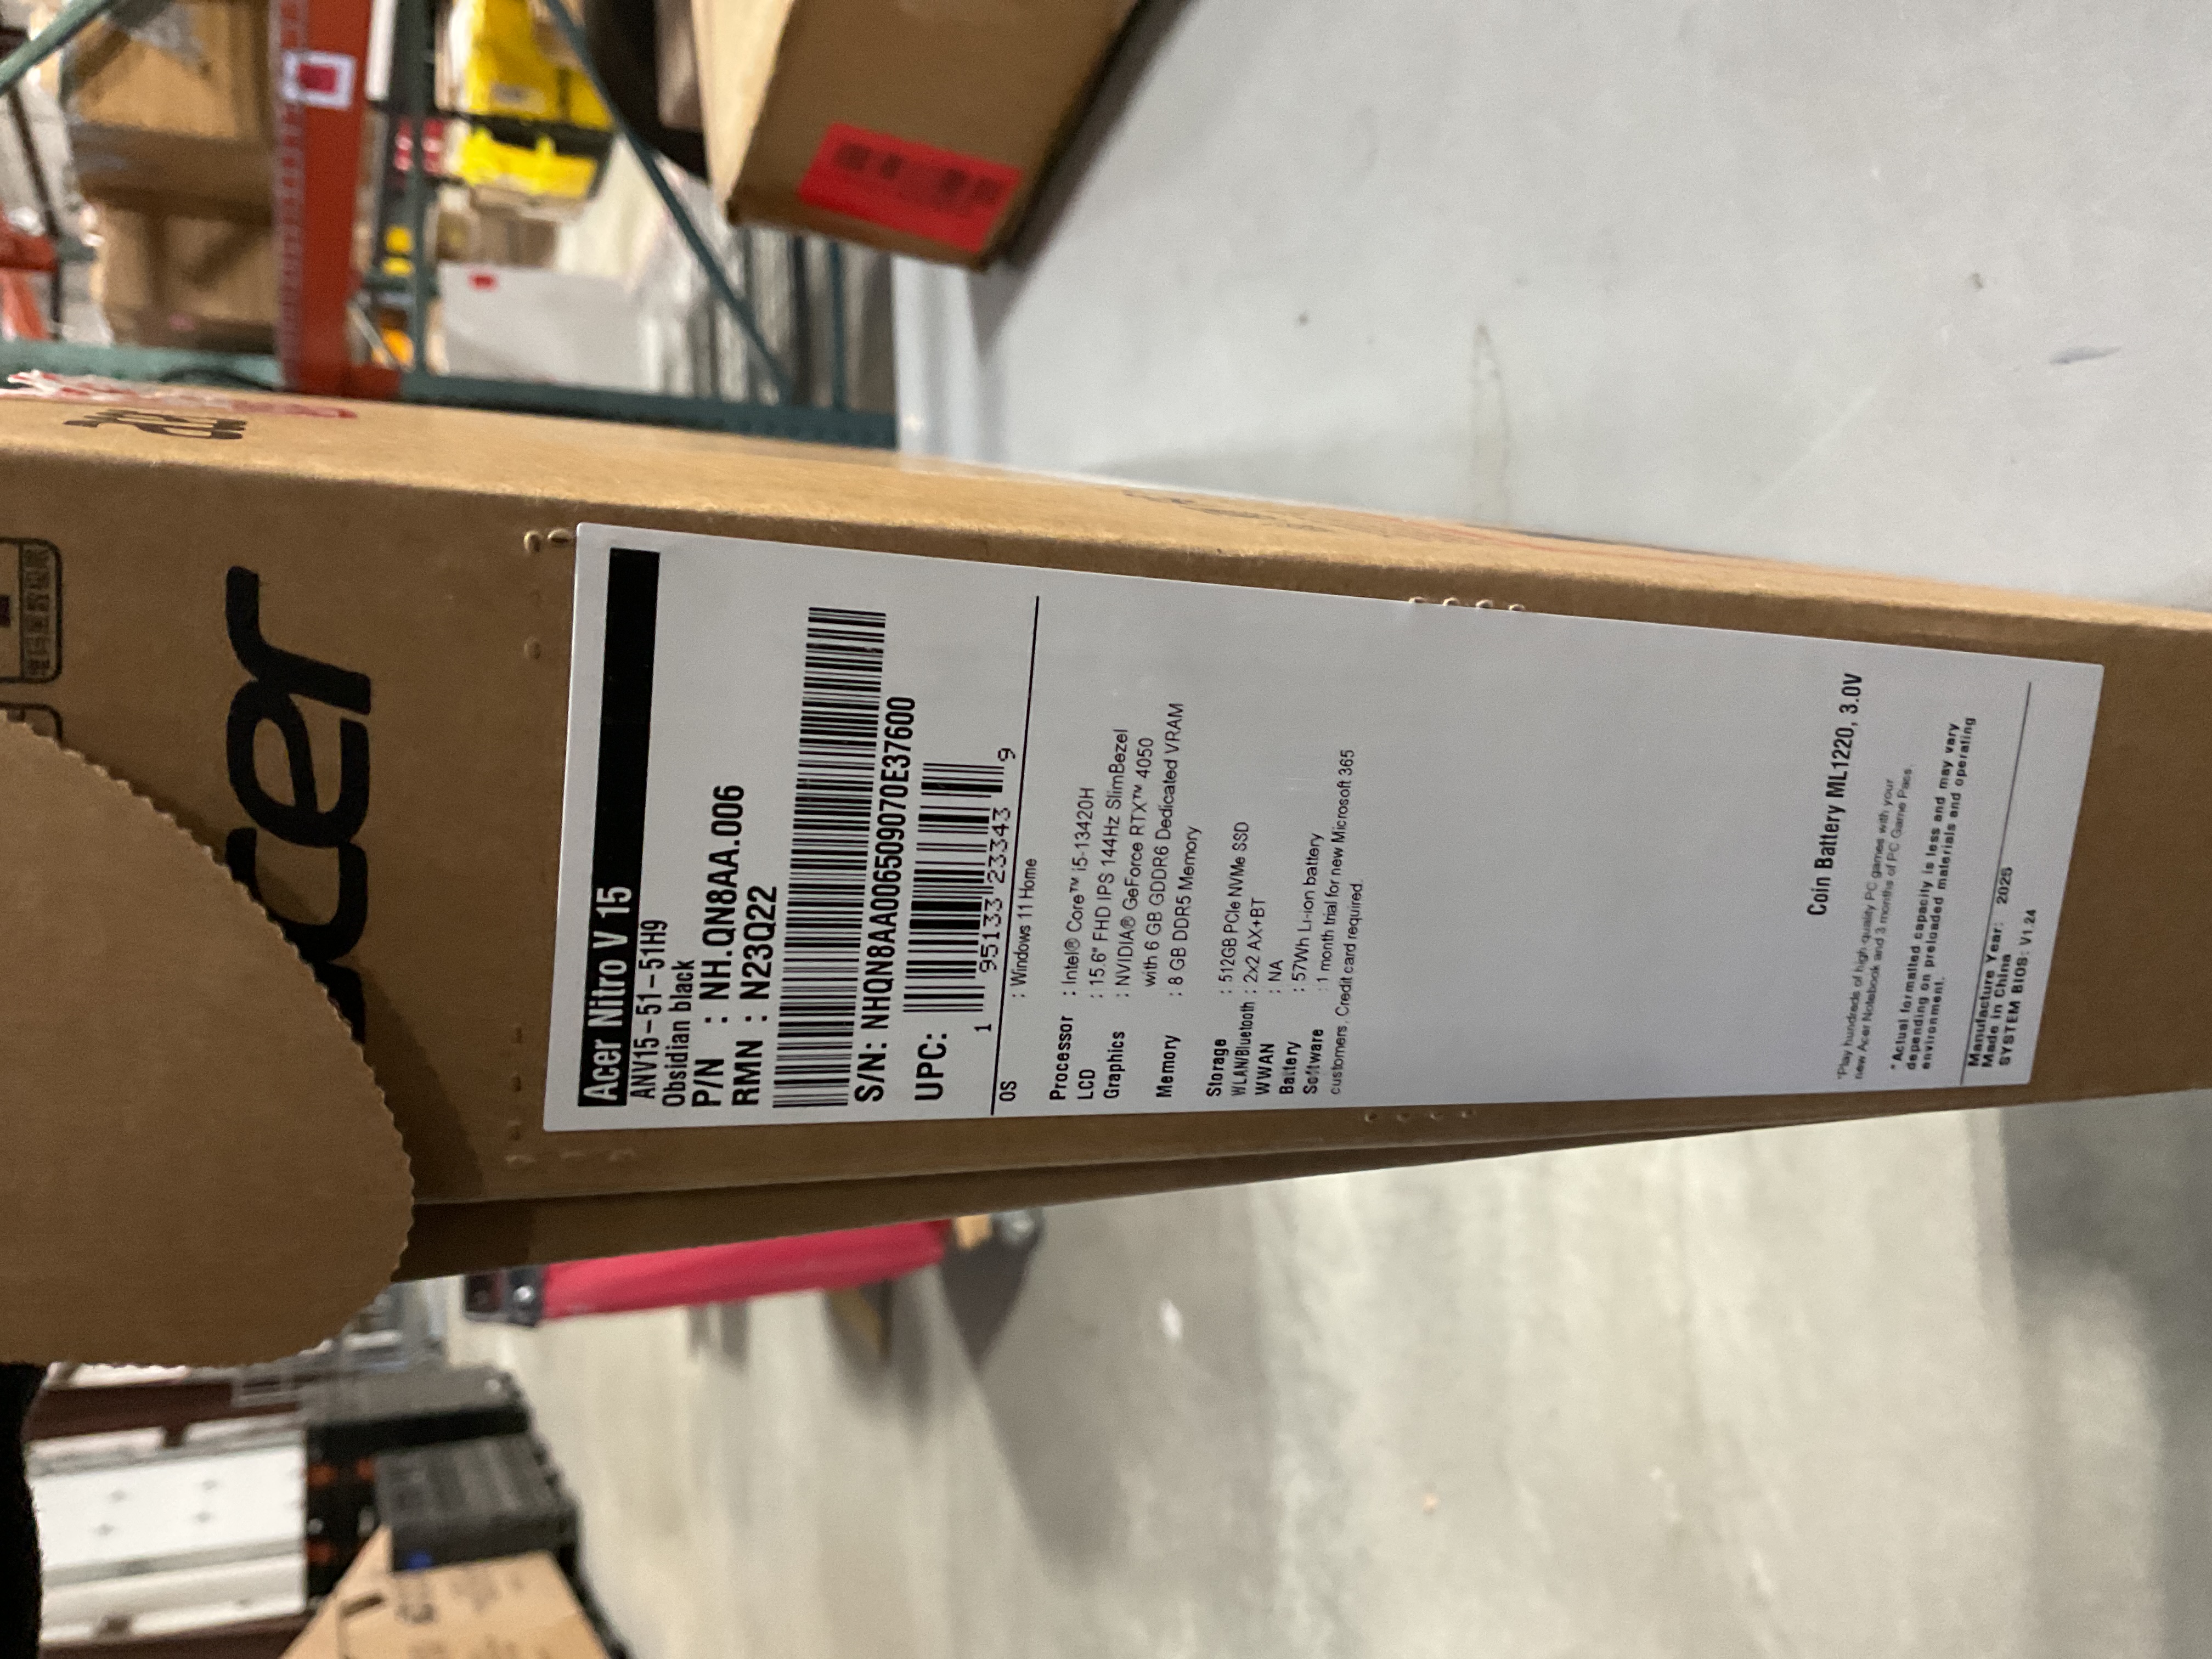 acer
Acer Nitro V 15
ANV15-51-51H9
Obsidian black
P/N : NH.QN8AA.006
RMN : N23Q22
S/N: NHQN8AA00650907​0E37600
UPC:
1 95133 23343 9
OS : Windows 11 Home
Processor : Intel® Core™ i5-13420H
LCD : 15.6" FHD IPS 144Hz SlimBezel
Graphics : NVIDIA® GeForce RTX™ 4050
with 6 GB GDDR6 Dedicated VRAM
Memory : 8 GB DDR5 Memory
Storage : 512GB PCIe NVMe SSD
WLAN/Bluetooth : 2x2 AX+BT
WWAN : NA
Battery : 57Wh Li-ion battery
Software : 1 month trial for new Microsoft 365
customers. Credit card required.
Coin Battery ML1220, 3.0V
*Play hundreds of high-quality PC games with your
new Acer Notebook and 3 months of PC Game Pass.
*Actual formatted capacity is less and may vary
depending on preloaded materials and operating
environment.
Manufacture Year: 2025
Made in China
SYSTEM BIOS: V1.24